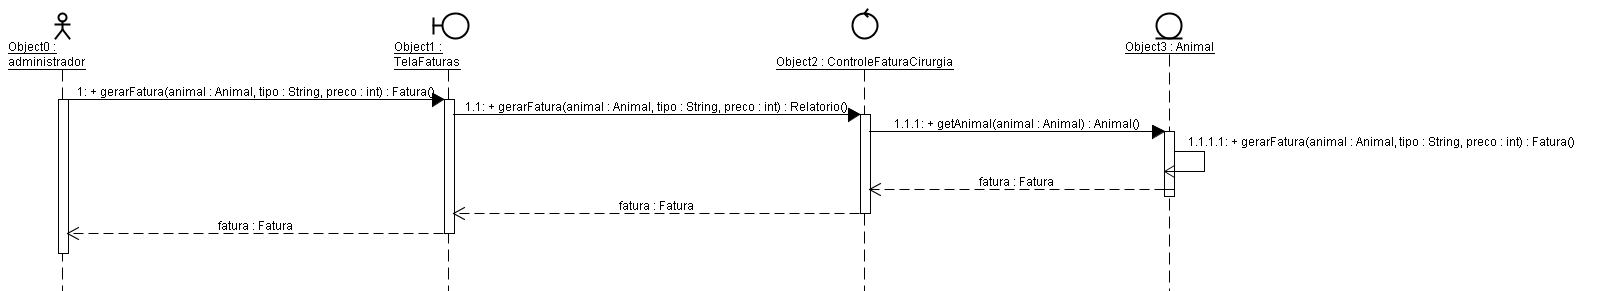 Object0 :
administrador
Object1 :
TelaFaturas
Object2 : ControleFaturaCirurgia
Object3 : Animal
1: + gerarFatura(animal : Animal, tipo : String, preco : int) : Fatura()
1.1: + gerarFatura(animal : Animal, tipo : String, preco : int) : Relatorio()
1.1.1: + getAnimal(animal : Animal) : Animal()
1.1.1.1: + gerarFatura(animal : Animal, tipo : String, preco : int) : Fatura()
fatura : Fatura
fatura : Fatura
fatura : Fatura